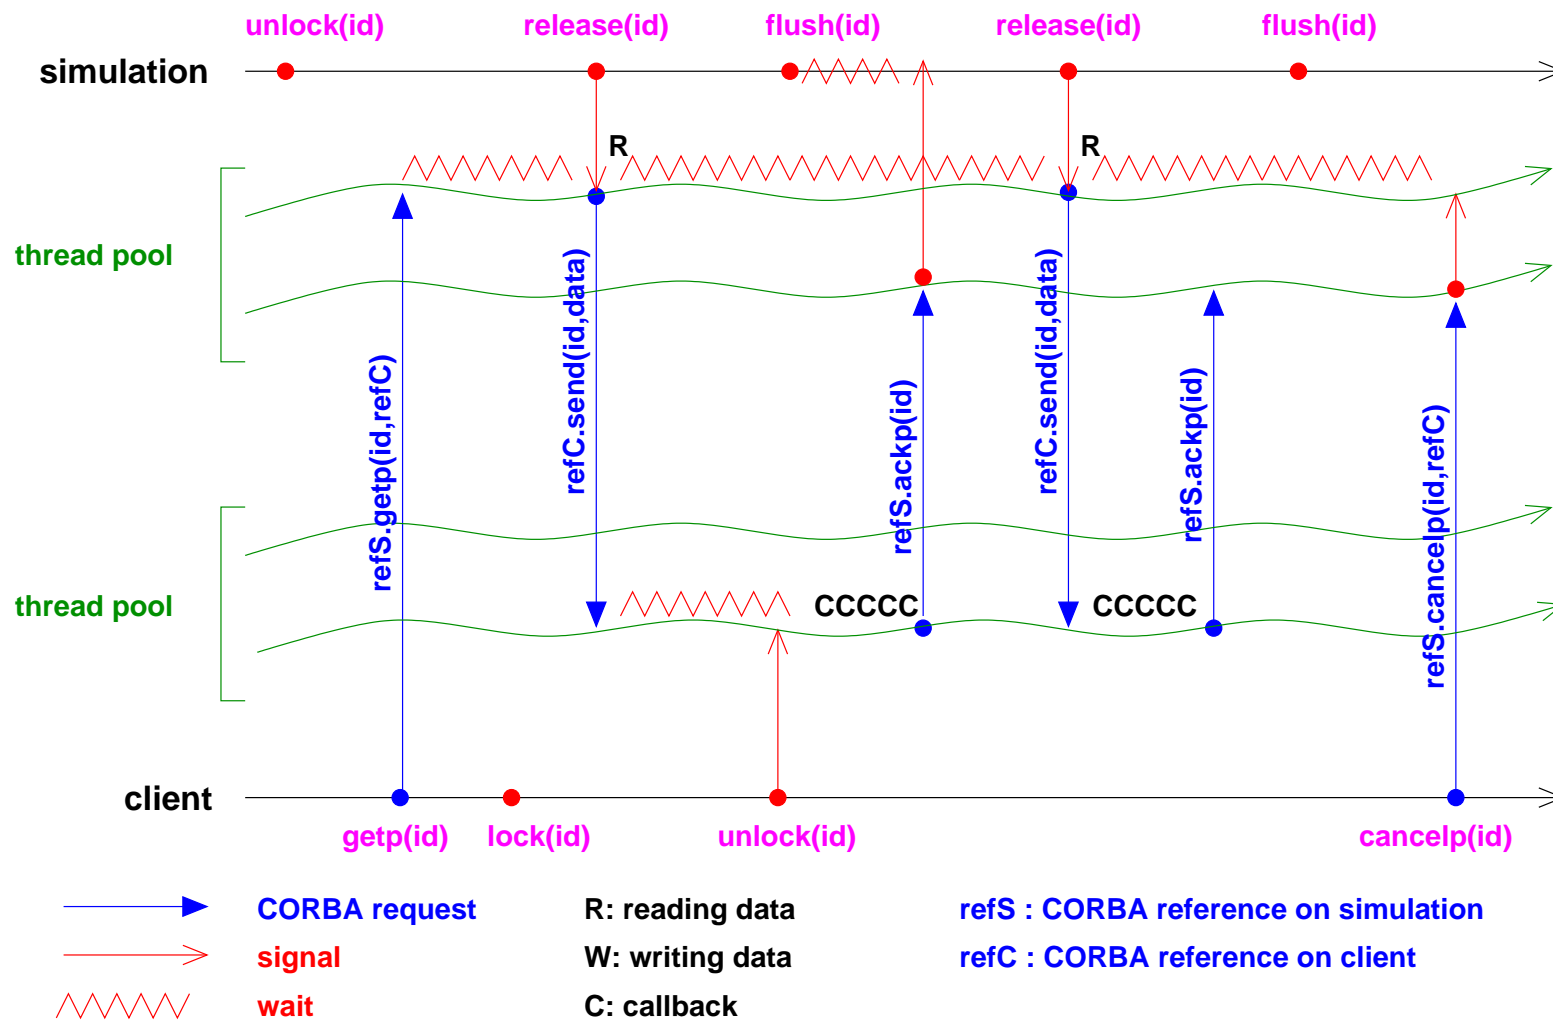 unlock(id) release(id) flush(id) release(id) flush(id)
simulation
R R
thread pool
refS.getp(id,refC)
refC.send(id,data)
refS.ackp(id)
refC.send(id,data)
refS.ackp(id)
refS.cancelp(id,refC)
thread pool
CCCCC CCCCC
client
getp(id) lock(id) unlock(id) cancelp(id)
CORBA request R: reading data refS : CORBA reference on simulation
signal W: writing data refC : CORBA reference on client
wait C: callback